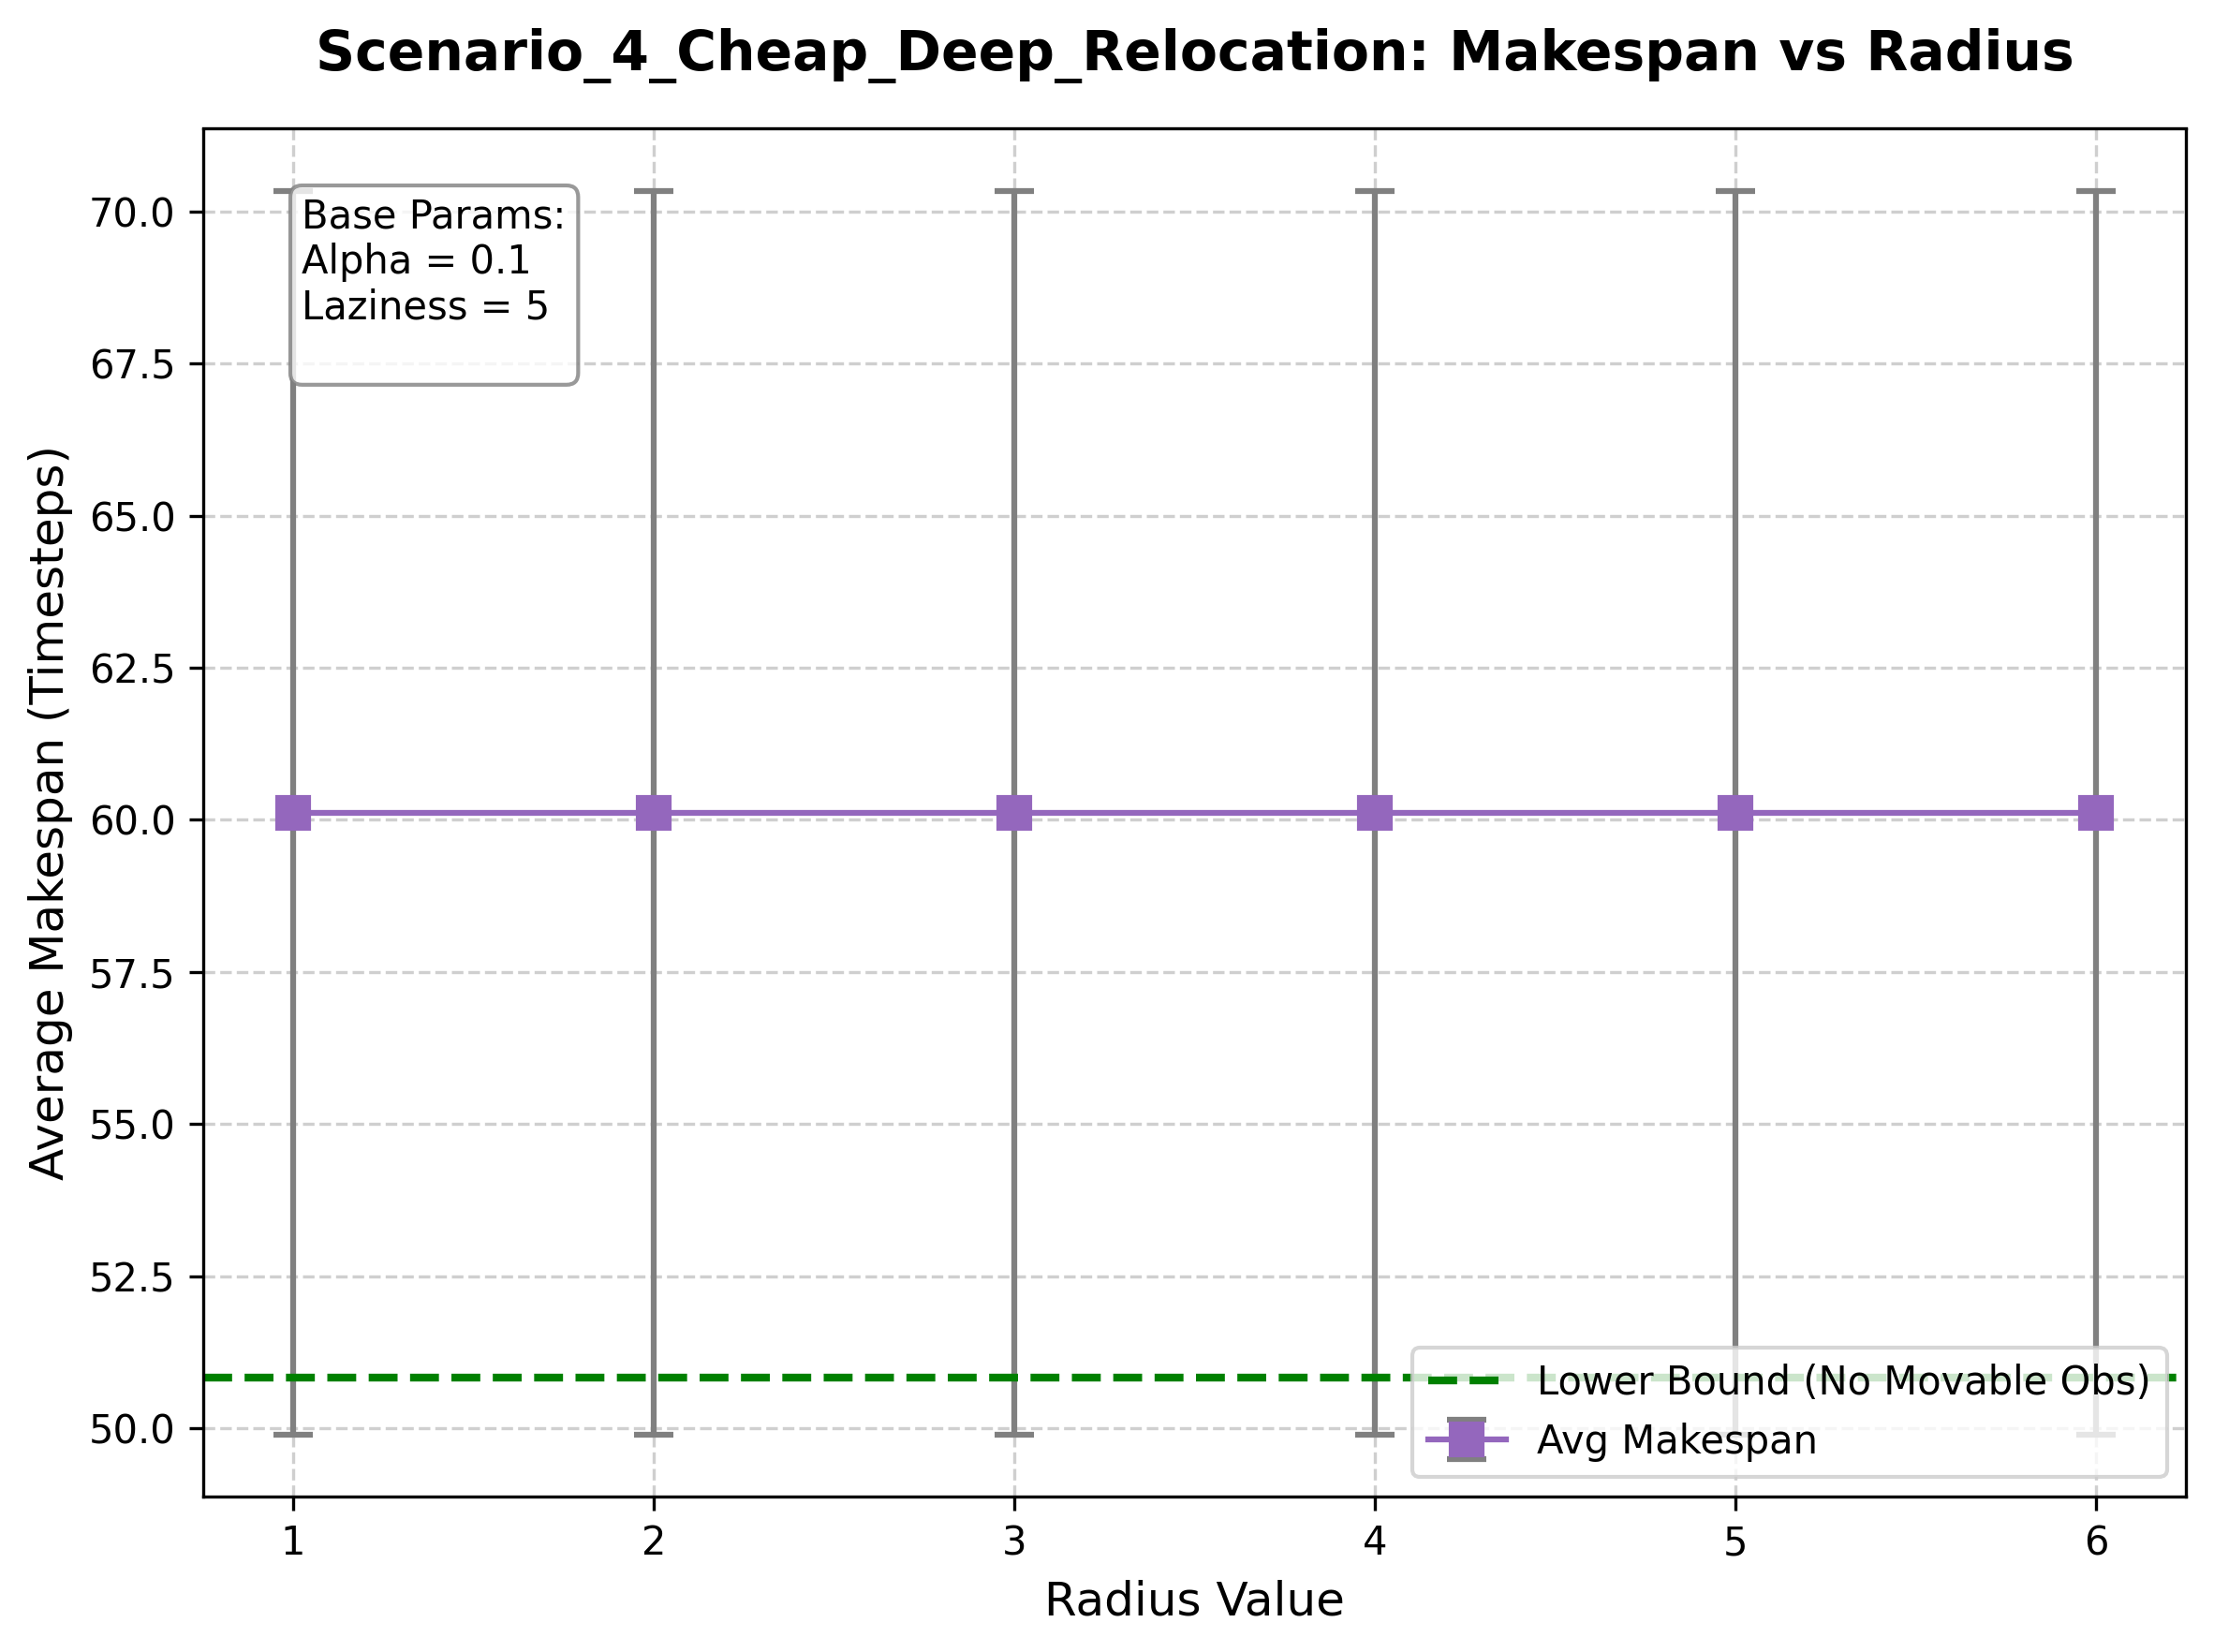 Scenario_4_Cheap_Deep_Relocation: Makespan vs Radius
Average Makespan (Timesteps)
70.0
67.5
65.0
62.5
60.0
57.5
55.0
52.5
50.0
Base Params:
Alpha = 0.1
Laziness = 5
Lower Bound (No Movable Obs)
Avg Makespan
1
2
3
4
5
6
Radius Value